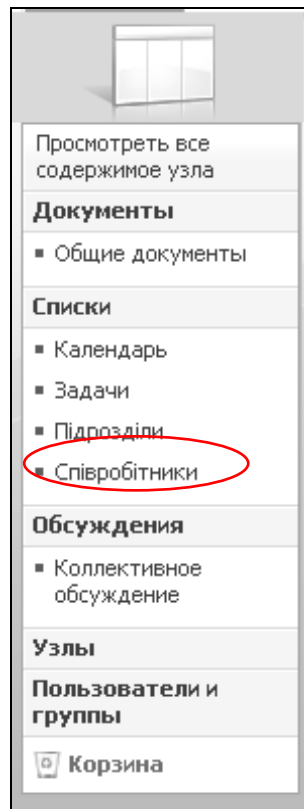 Просмотреть все
содержимое узла
Документы
Общие документы
Списки
Календарь
Задачи
Підрозділи
Співробітники
Обсуждения
Коллективное
обсуждение
Узлы
Пользователи и
группы
Корзина